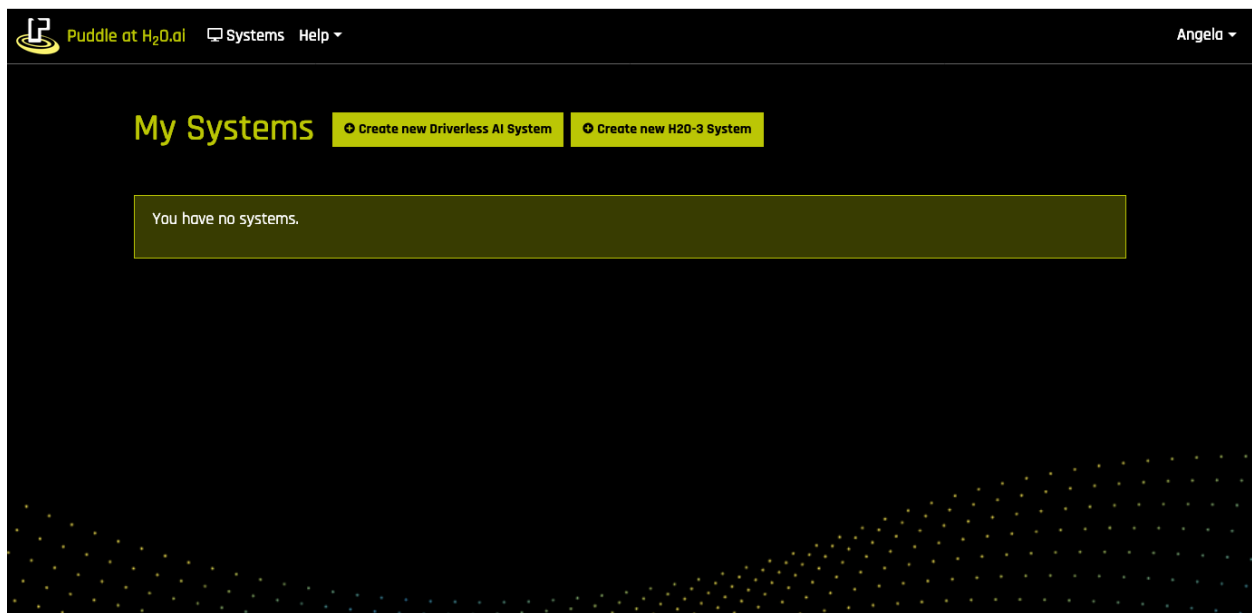 Puddle at H₂O.ai Systems Help Angela
My Systems Create new Driverless AI System Create new H2O-3 System
You have no systems.